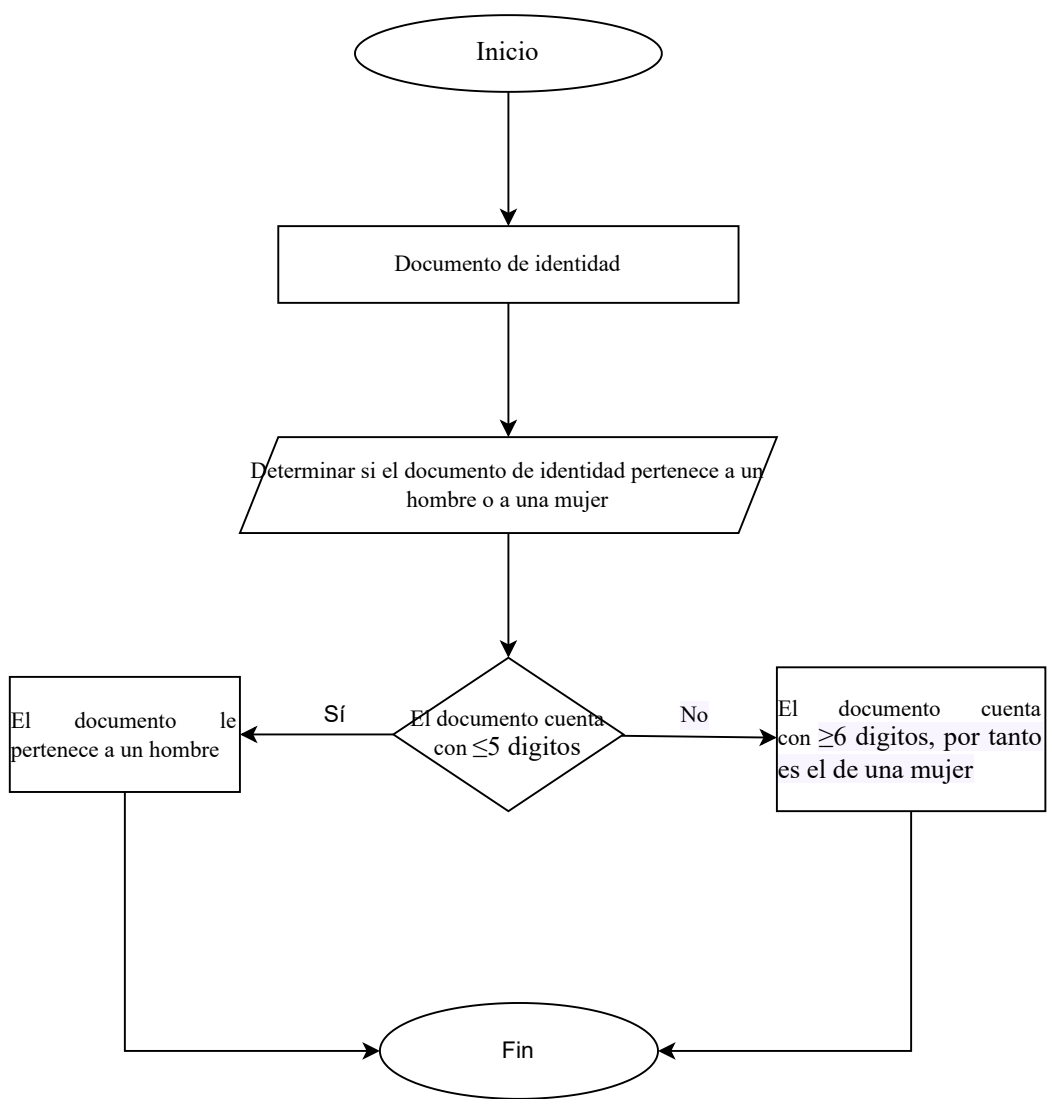 Inicio
Documento de identidad
Determinar si el documento de identidad pertenece a un
hombre o a una mujer
El documento le
pertenece a un hombre
Sí
El documento cuenta
con ≤5 digitos
No
El documento cuenta
con ≥6 digitos, por tanto
es el de una mujer
Fin